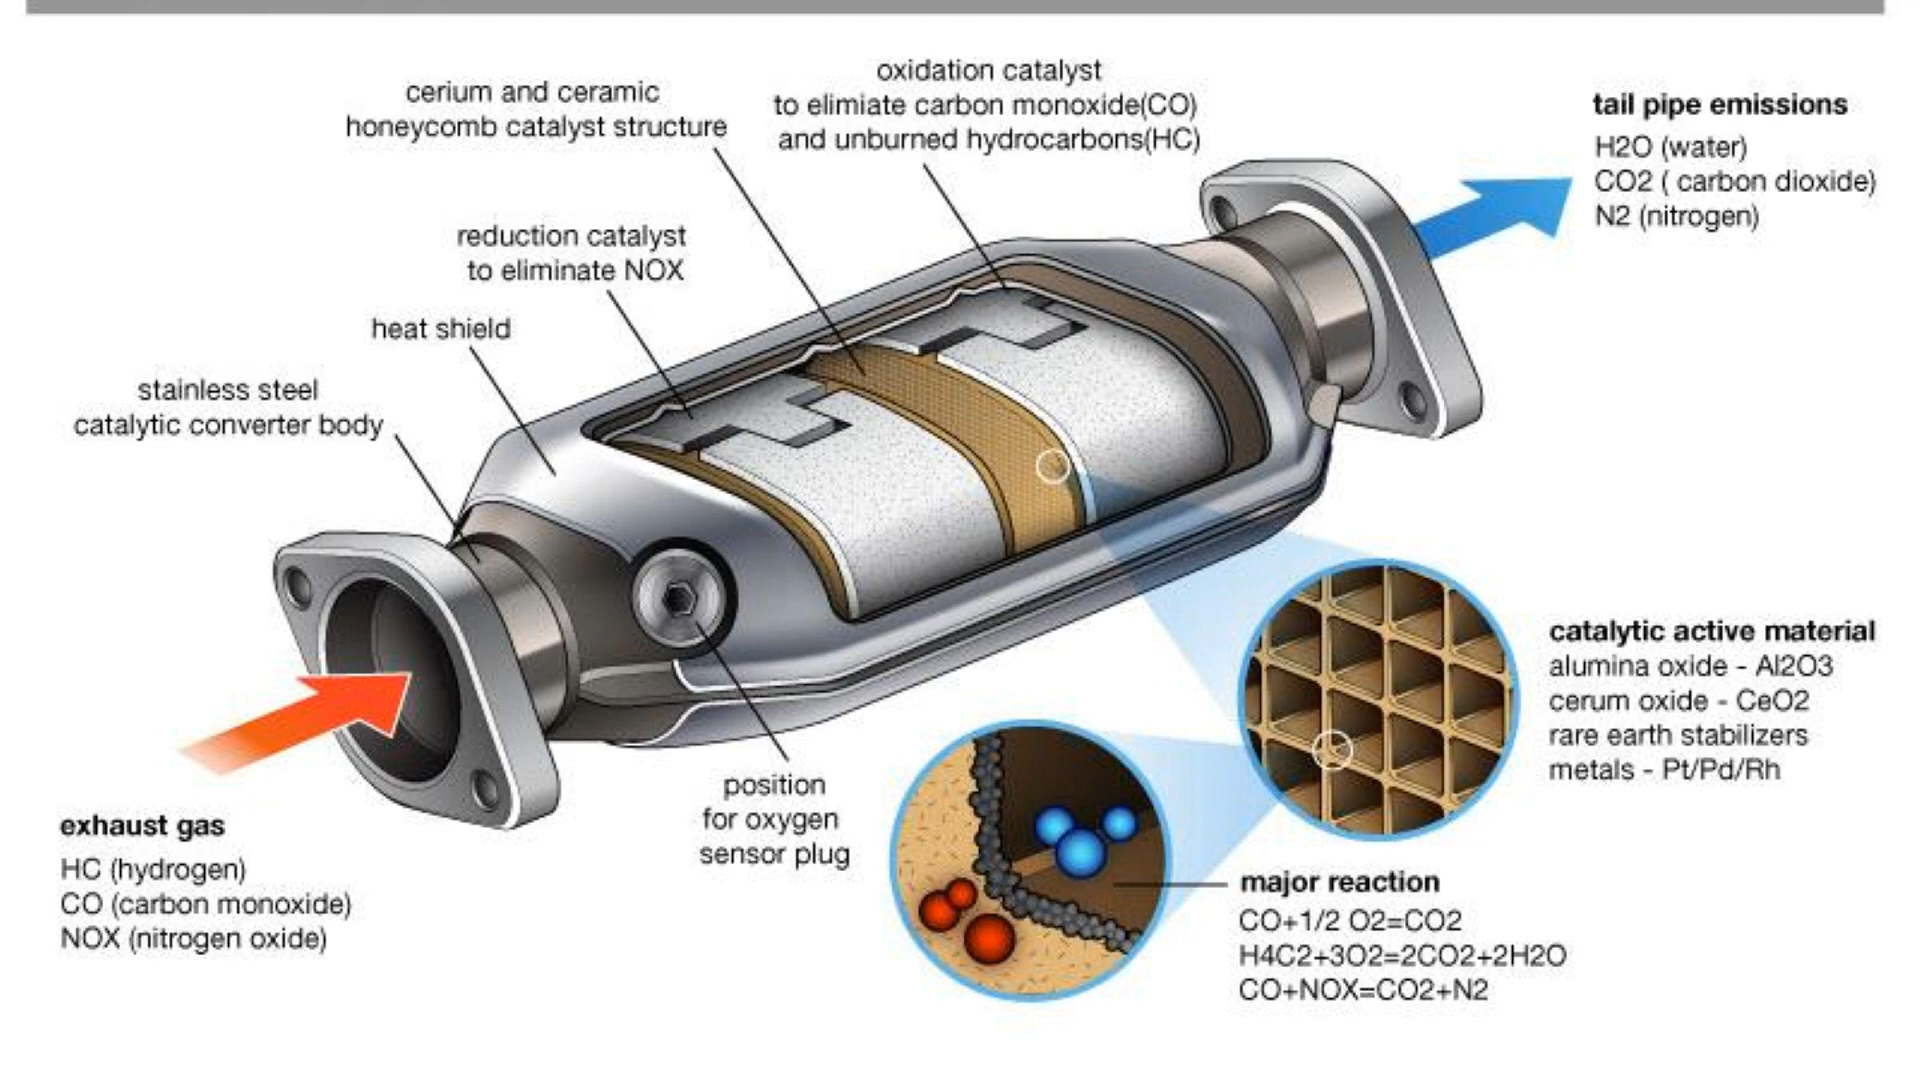 cerium and ceramic
honeycomb catalyst structure
oxidation catalyst
to elimiate carbon monoxide(CO)
and unburned hydrocarbons(HC)
tail pipe emissions
H2O (water)
CO2 ( carbon dioxide)
N2 (nitrogen)
reduction catalyst
to eliminate NOX
heat shield
stainless steel
catalytic converter body
exhaust gas
HC (hydrogen)
CO (carbon monoxide)
NOX (nitrogen oxide)
position
for oxygen
sensor plug
catalytic active material
alumina oxide - Al2O3
cerum oxide - CeO2
rare earth stabilizers
metals - Pt/Pd/Rh
major reaction
CO+1/2 O2=CO2
H4C2+3O2=2CO2+2H2O
CO+NOX=CO2+N2